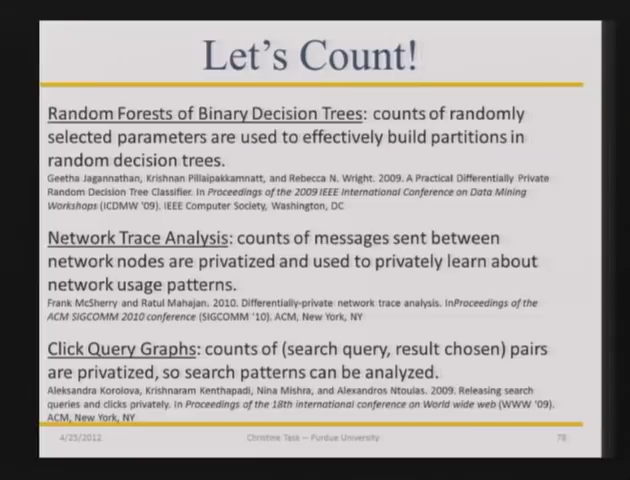 Let's Count!
Random Forests of Binary Decision Trees: counts of randomly
selected parameters are used to effectively build partitions in
random decision trees.
Geetha Jagannathan, Krishnan Pillaipakkamnatt, and Rebecca N. Wright. 2009. A Practical Differentially Private
Random Decision Tree Classifier. In Proceedings of the 2009 IEEE International Conference on Data Mining
Workshops (ICDMW '09). IEEE Computer Society, Washington, DC
Network Trace Analysis: counts of messages sent between
network nodes are privatized and used to privately learn about
network usage patterns.
Frank McSherry and Ratul Mahajan. 2010. Differentially-private network trace analysis. InProceedings of the
ACM SIGCOMM 2010 conference (SIGCOMM '10). ACM, New York, NY
Click Query Graphs: counts of (search query, result chosen) pairs
are privatized, so search patterns can be analyzed.
Aleksandra Korolova, Krishnaram Kenthapadi, Nina Mishra, and Alexandros Ntoulas. 2009. Releasing search
queries and clicks privately. In Proceedings of the 18th international conference on World wide web (WWW '09).
ACM, New York, NY
4/25/2012 Christine Task -- Purdue University 78